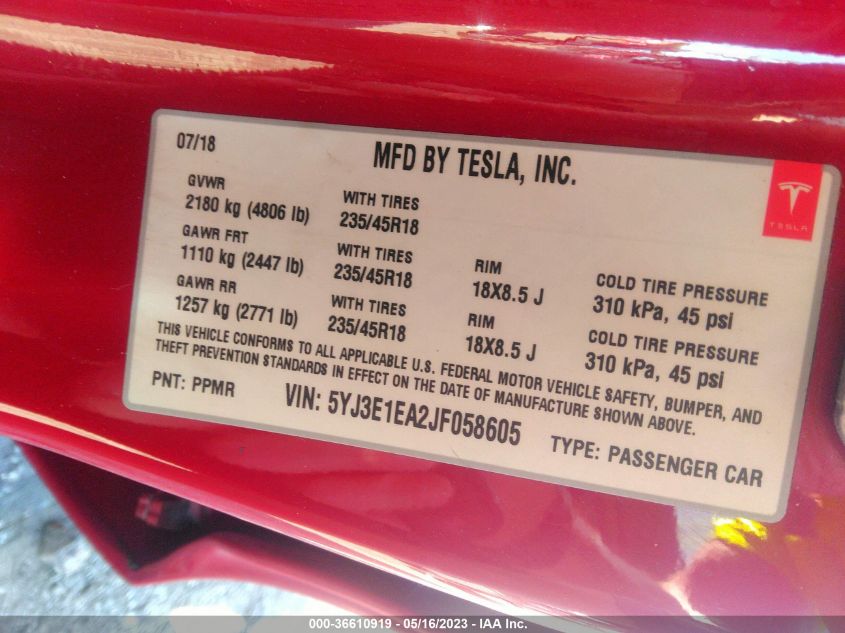 07/18
MFD BY TESLA, INC.
TESLA
GVWR
2180 kg (4806 lb)
WITH TIRES
235/45R18
GAWR FRT
1110 kg (2447 lb)
WITH TIRES
235/45R18
RIM
18X8.5 J
COLD TIRE PRESSURE
310 kPa, 45 psi
GAWR RR
1257 kg (2771 lb)
WITH TIRES
235/45R18
RIM
18X8.5 J
COLD TIRE PRESSURE
310 kPa, 45 psi
THIS VEHICLE CONFORMS TO ALL APPLICABLE U.S. FEDERAL MOTOR VEHICLE SAFETY, BUMPER, AND
THEFT PREVENTION STANDARDS IN EFFECT ON THE DATE OF MANUFACTURE SHOWN ABOVE.
PNT: PPMR
VIN: 5YJ3E1EA2JF058605
TYPE: PASSENGER CAR
000-36610919 - 05/16/2023 - IAA Inc.